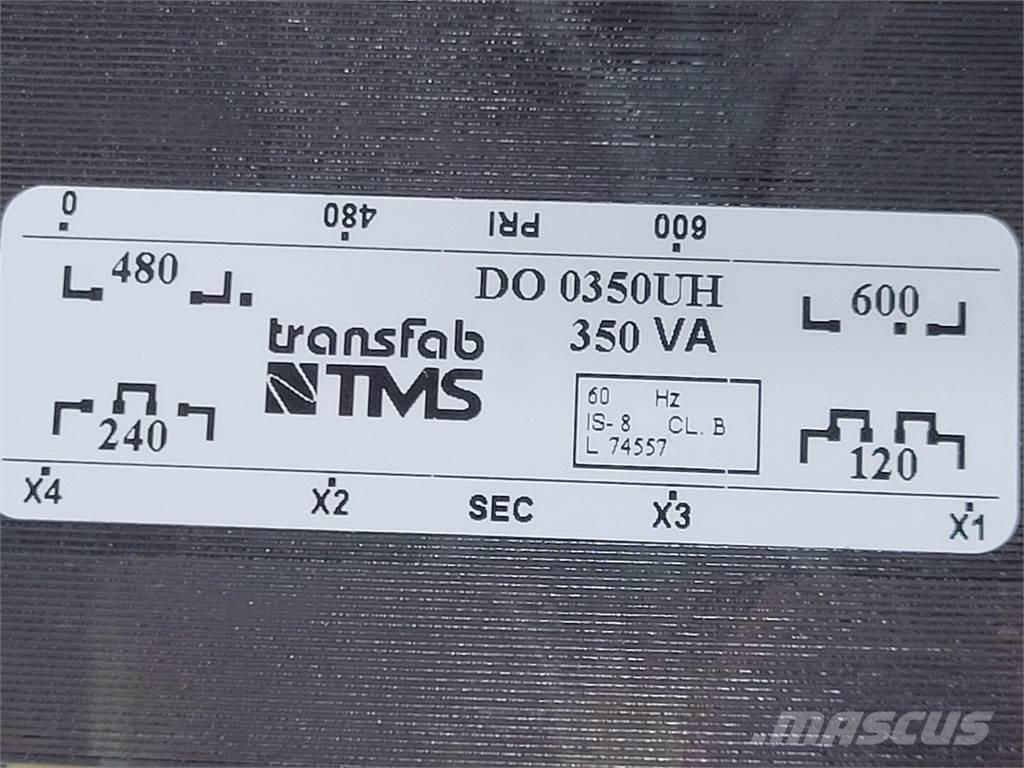 0 480 PRI 600
480 DO 0350UH 600
transfab 350 VA
TMS
60 Hz
IS-8 CL. B
L 74557
240 120
X4 X2 SEC X3 X1
MASCUS